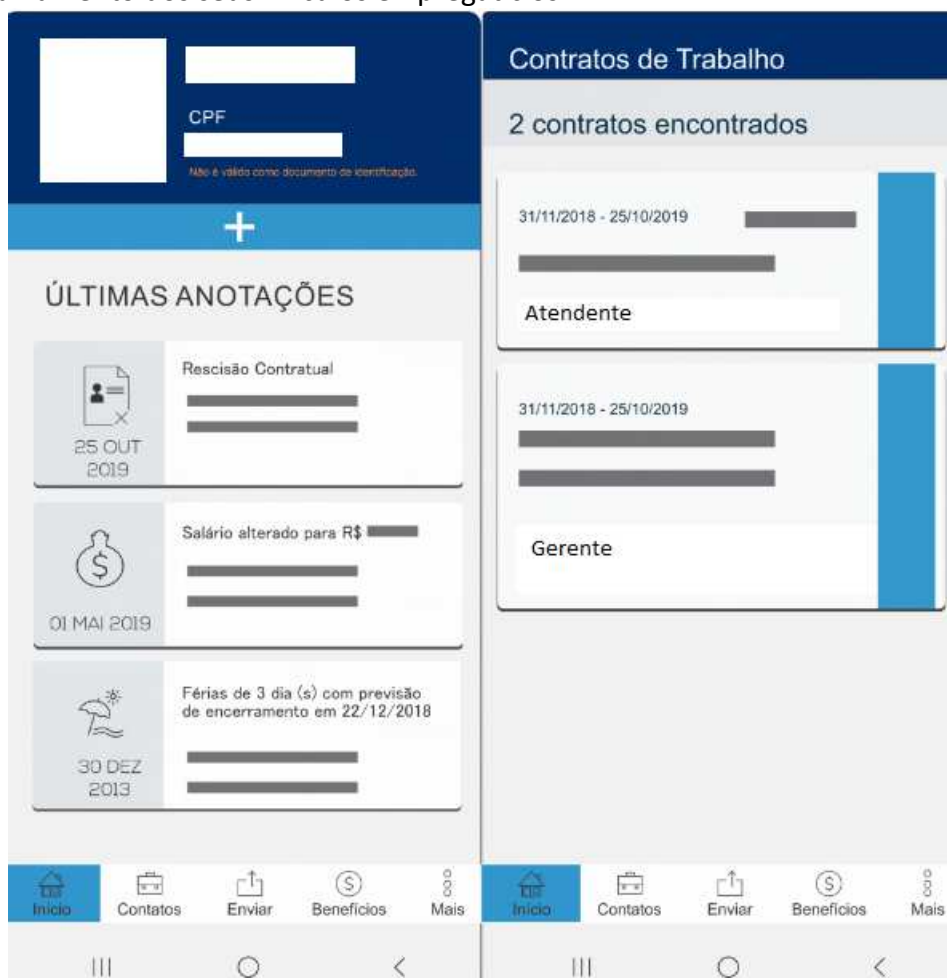 CPF
Não é válido como documento de identificação.
ÚLTIMAS ANOTAÇÕES
Rescisão Contratual
25 OUT
2019
Salário alterado para R$
01 MAI 2019
Férias de 3 dia (s) com previsão
de encerramento em 22/12/2018
30 DEZ
2013
Início
Contatos
Enviar
Benefícios
Mais
Contratos de Trabalho
2 contratos encontrados
31/11/2018 - 25/10/2019
Atendente
31/11/2018 - 25/10/2019
Gerente
Início
Contatos
Enviar
Benefícios
Mais